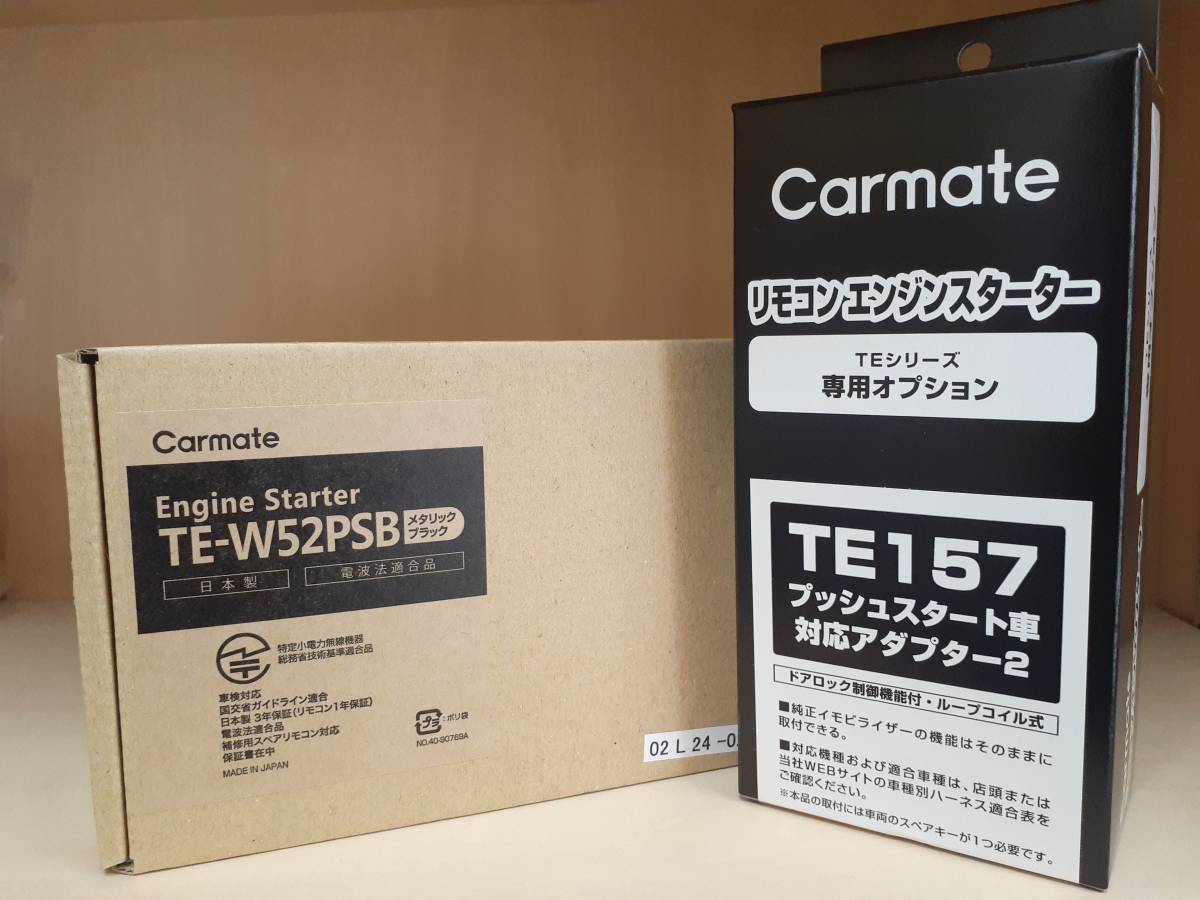 Carmate
Engine Starter
TE-W52PSB
メタリック
ブラック
日本製
電波法適合品
特定小電力無線機器
総務省技術基準適合品
車検対応
国交省ガイドライン適合
日本製 3年保証(リモコン1年保証)
電波法適合品
補修用スペアリモコン対応
保証書在中
MADE IN JAPAN
プラ
:ポリ袋
NO.40-9076BA
02 L 24
Carmate
リモコンエンジンスターター
TEシリーズ
専用オプション
TE157
プッシュスタート車
対応アダプター2
ドアロック制御機能付・ループコイル式
■純正イモビライザーの機能はそのままに
取付できる。
■対応機種および適合車種は、店頭または
当社WEBサイトの車種別ハーネス適合表を
ご確認ください。
※本品の取付には車両のスペアキーが1つ必要です。